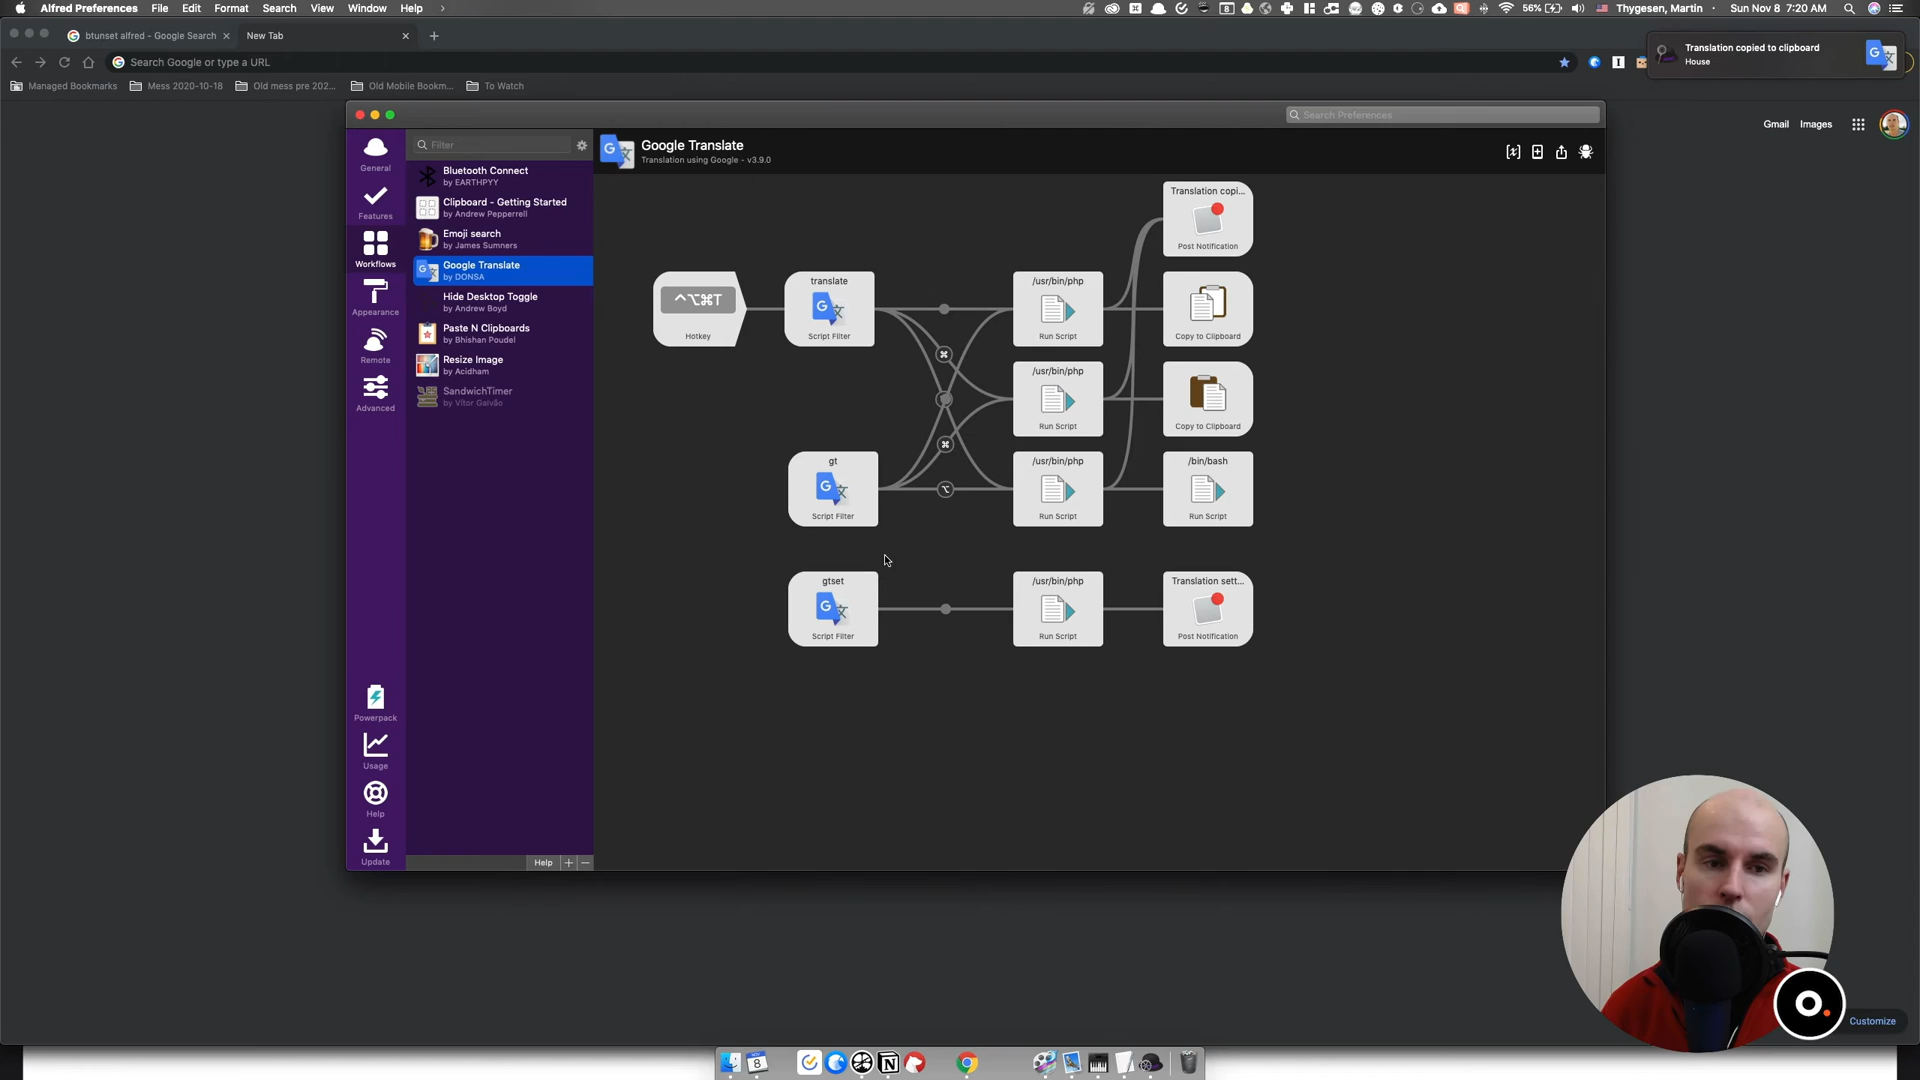 Alfred Preferences File Edit Format Search View Window Help
56% Thygesen, Martin Sun Nov 8 7:20 AM
btunset alfred - Google Search
New Tab
Search Google or type a URL
Managed Bookmarks
Mess 2020-10-18
Old mess pre 202...
Old Mobile Bookm...
To Watch
Translation copied to clipboard
House
Gmail Images
Search Preferences
General
Features
Workflows
Appearance
Remote
Advanced
Powerpack
Usage
Help
Update
Filter
Bluetooth Connect
by EARTHPYY
Clipboard - Getting Started
by Andrew Pepperrell
Emoji search
by James Sumners
Google Translate
by DONSA
Hide Desktop Toggle
by Andrew Boyd
Paste N Clipboards
by Bhishan Poudel
Resize Image
by Acidham
SandwichTimer
by Vítor Galvão
Help + −
Google Translate
Translation using Google - v3.9.0
Translation copi...
Post Notification
^⌥⌘T
Hotkey
translate
Script Filter
/usr/bin/php
Run Script
Copy to Clipboard
/usr/bin/php
Run Script
Copy to Clipboard
gt
Script Filter
/usr/bin/php
Run Script
/bin/bash
Run Script
gtset
Script Filter
/usr/bin/php
Run Script
Translation sett...
Post Notification
Customize
NOV
8